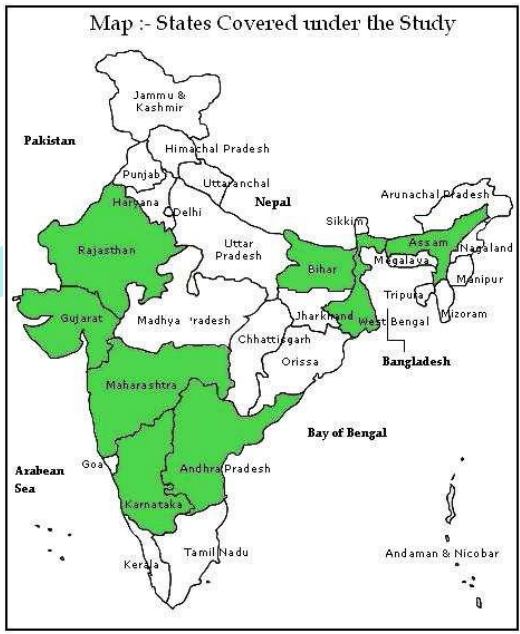 Map :- States Covered under the Study
Jammu &
Kashmir
Pakistan
Himachal Pradesh
Punjab
Uttaranchal
Haryana
Delhi
Nepal
Arunachal Pradesh
Sikkim
Rajasthan
Uttar
Pradesh
Assam
Nagaland
Megalaya
Bihar
Manipur
Gujarat
Madhya Pradesh
Jharkhand
West Bengal
Tripura
Mizoram
Chhattisgarh
Orissa
Bangladesh
Maharashtra
Bay of Bengal
Goa
Arabean
Sea
Andhra Pradesh
Karnataka
Tamil Nadu
Kerala
Andaman & Nicobar